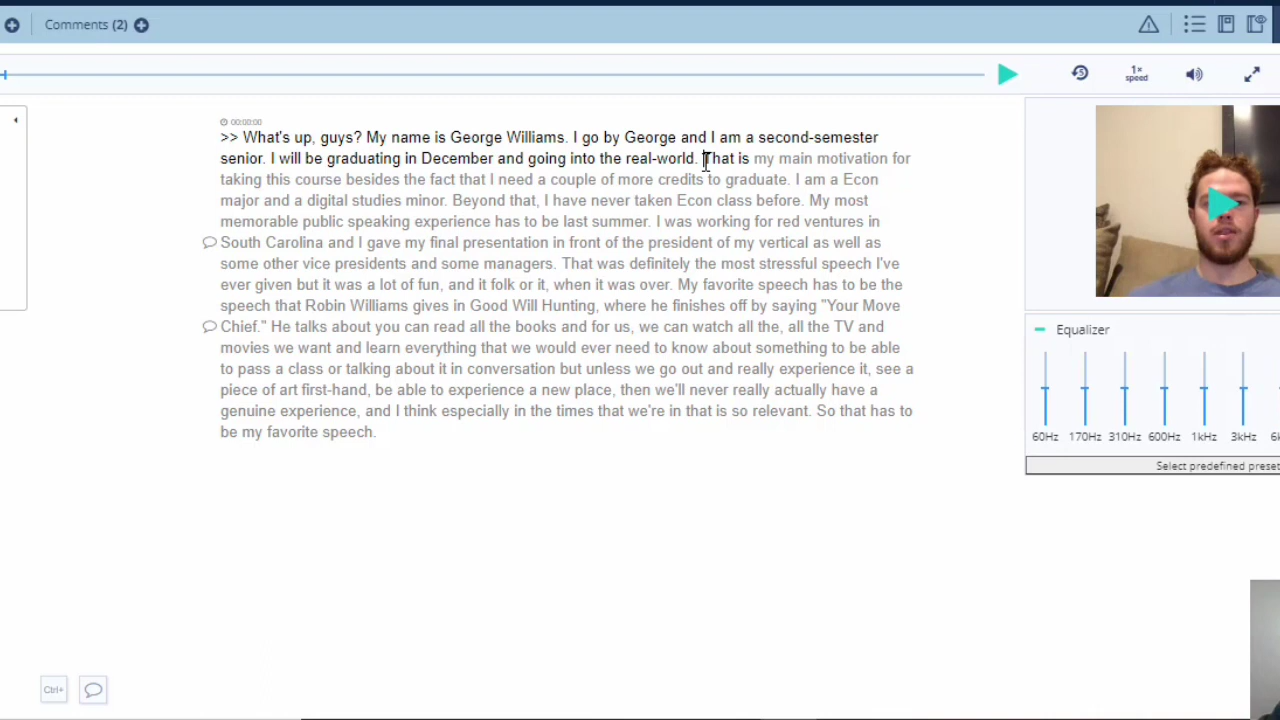 Comments (2)
5
1×
speed
00:00:00
>> What's up, guys? My name is George Williams. I go by George and I am a second-semester
senior. I will be graduating in December and going into the real-world. That is my main motivation for
taking this course besides the fact that I need a couple of more credits to graduate. I am a Econ
major and a digital studies minor. Beyond that, I have never taken Econ class before. My most
memorable public speaking experience has to be last summer. I was working for red ventures in
South Carolina and I gave my final presentation in front of the president of my vertical as well as
some other vice presidents and some managers. That was definitely the most stressful speech I've
ever given but it was a lot of fun, and it folk or it, when it was over. My favorite speech has to be the
speech that Robin Williams gives in Good Will Hunting, where he finishes off by saying "Your Move
Chief." He talks about you can read all the books and for us, we can watch all the, all the TV and
movies we want and learn everything that we would ever need to know about something to be able
to pass a class or talking about it in conversation but unless we go out and really experience it, see a
piece of art first-hand, be able to experience a new place, then we'll never really actually have a
genuine experience, and I think especially in the times that we're in that is so relevant. So that has to
be my favorite speech.
Equalizer
60Hz 170Hz 310Hz 600Hz 1kHz 3kHz 6k
Select predefined preset
Ctrl+